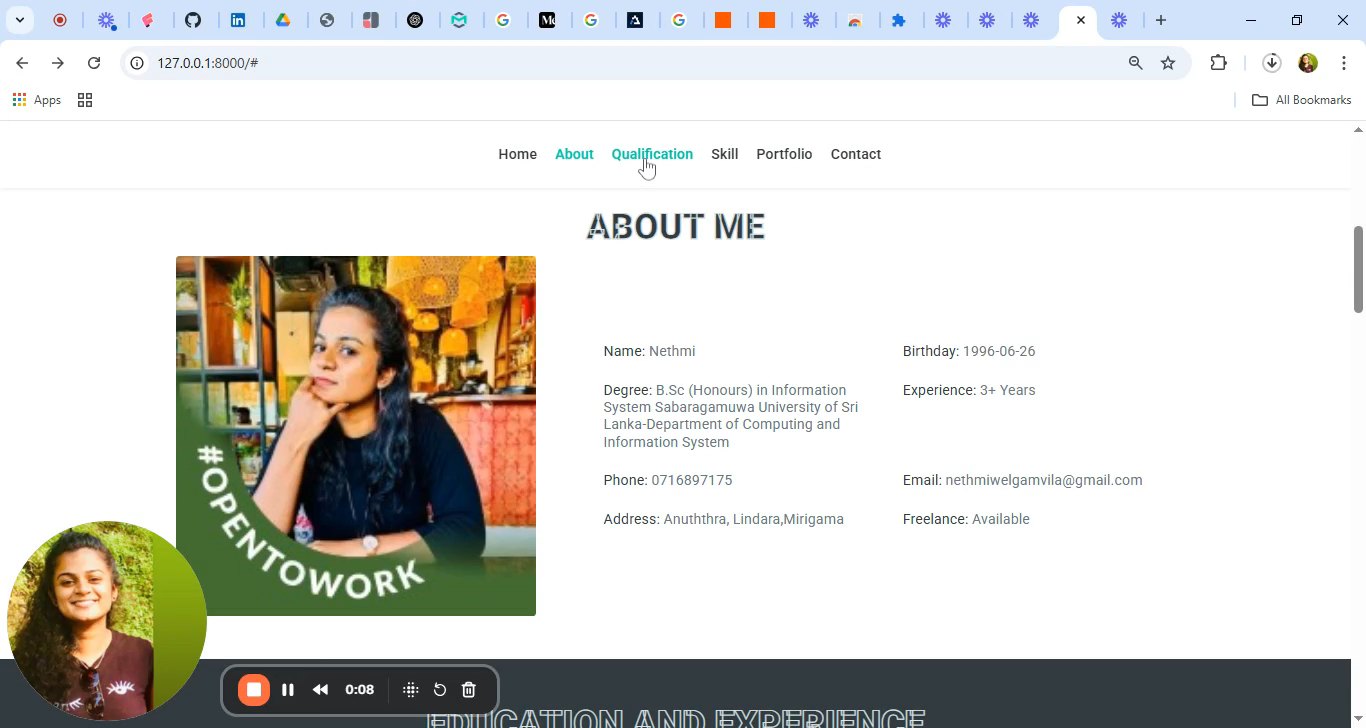 127.0.0.1:8000/#
Apps
All Bookmarks
Home About Qualification Skill Portfolio Contact
ABOUT ME
Name: Nethmi
Birthday: 1996-06-26
Degree: B.Sc (Honours) in Information
System Sabaragamuwa University of Sri
Lanka-Department of Computing and
Information System
Experience: 3+ Years
Phone: 0716897175
Email: nethmiwelgamvila@gmail.com
Address: Anuththra, Lindara,Mirigama
Freelance: Available
#OPENTOWORK
0:08
EDUCATION AND EXPERIENCE